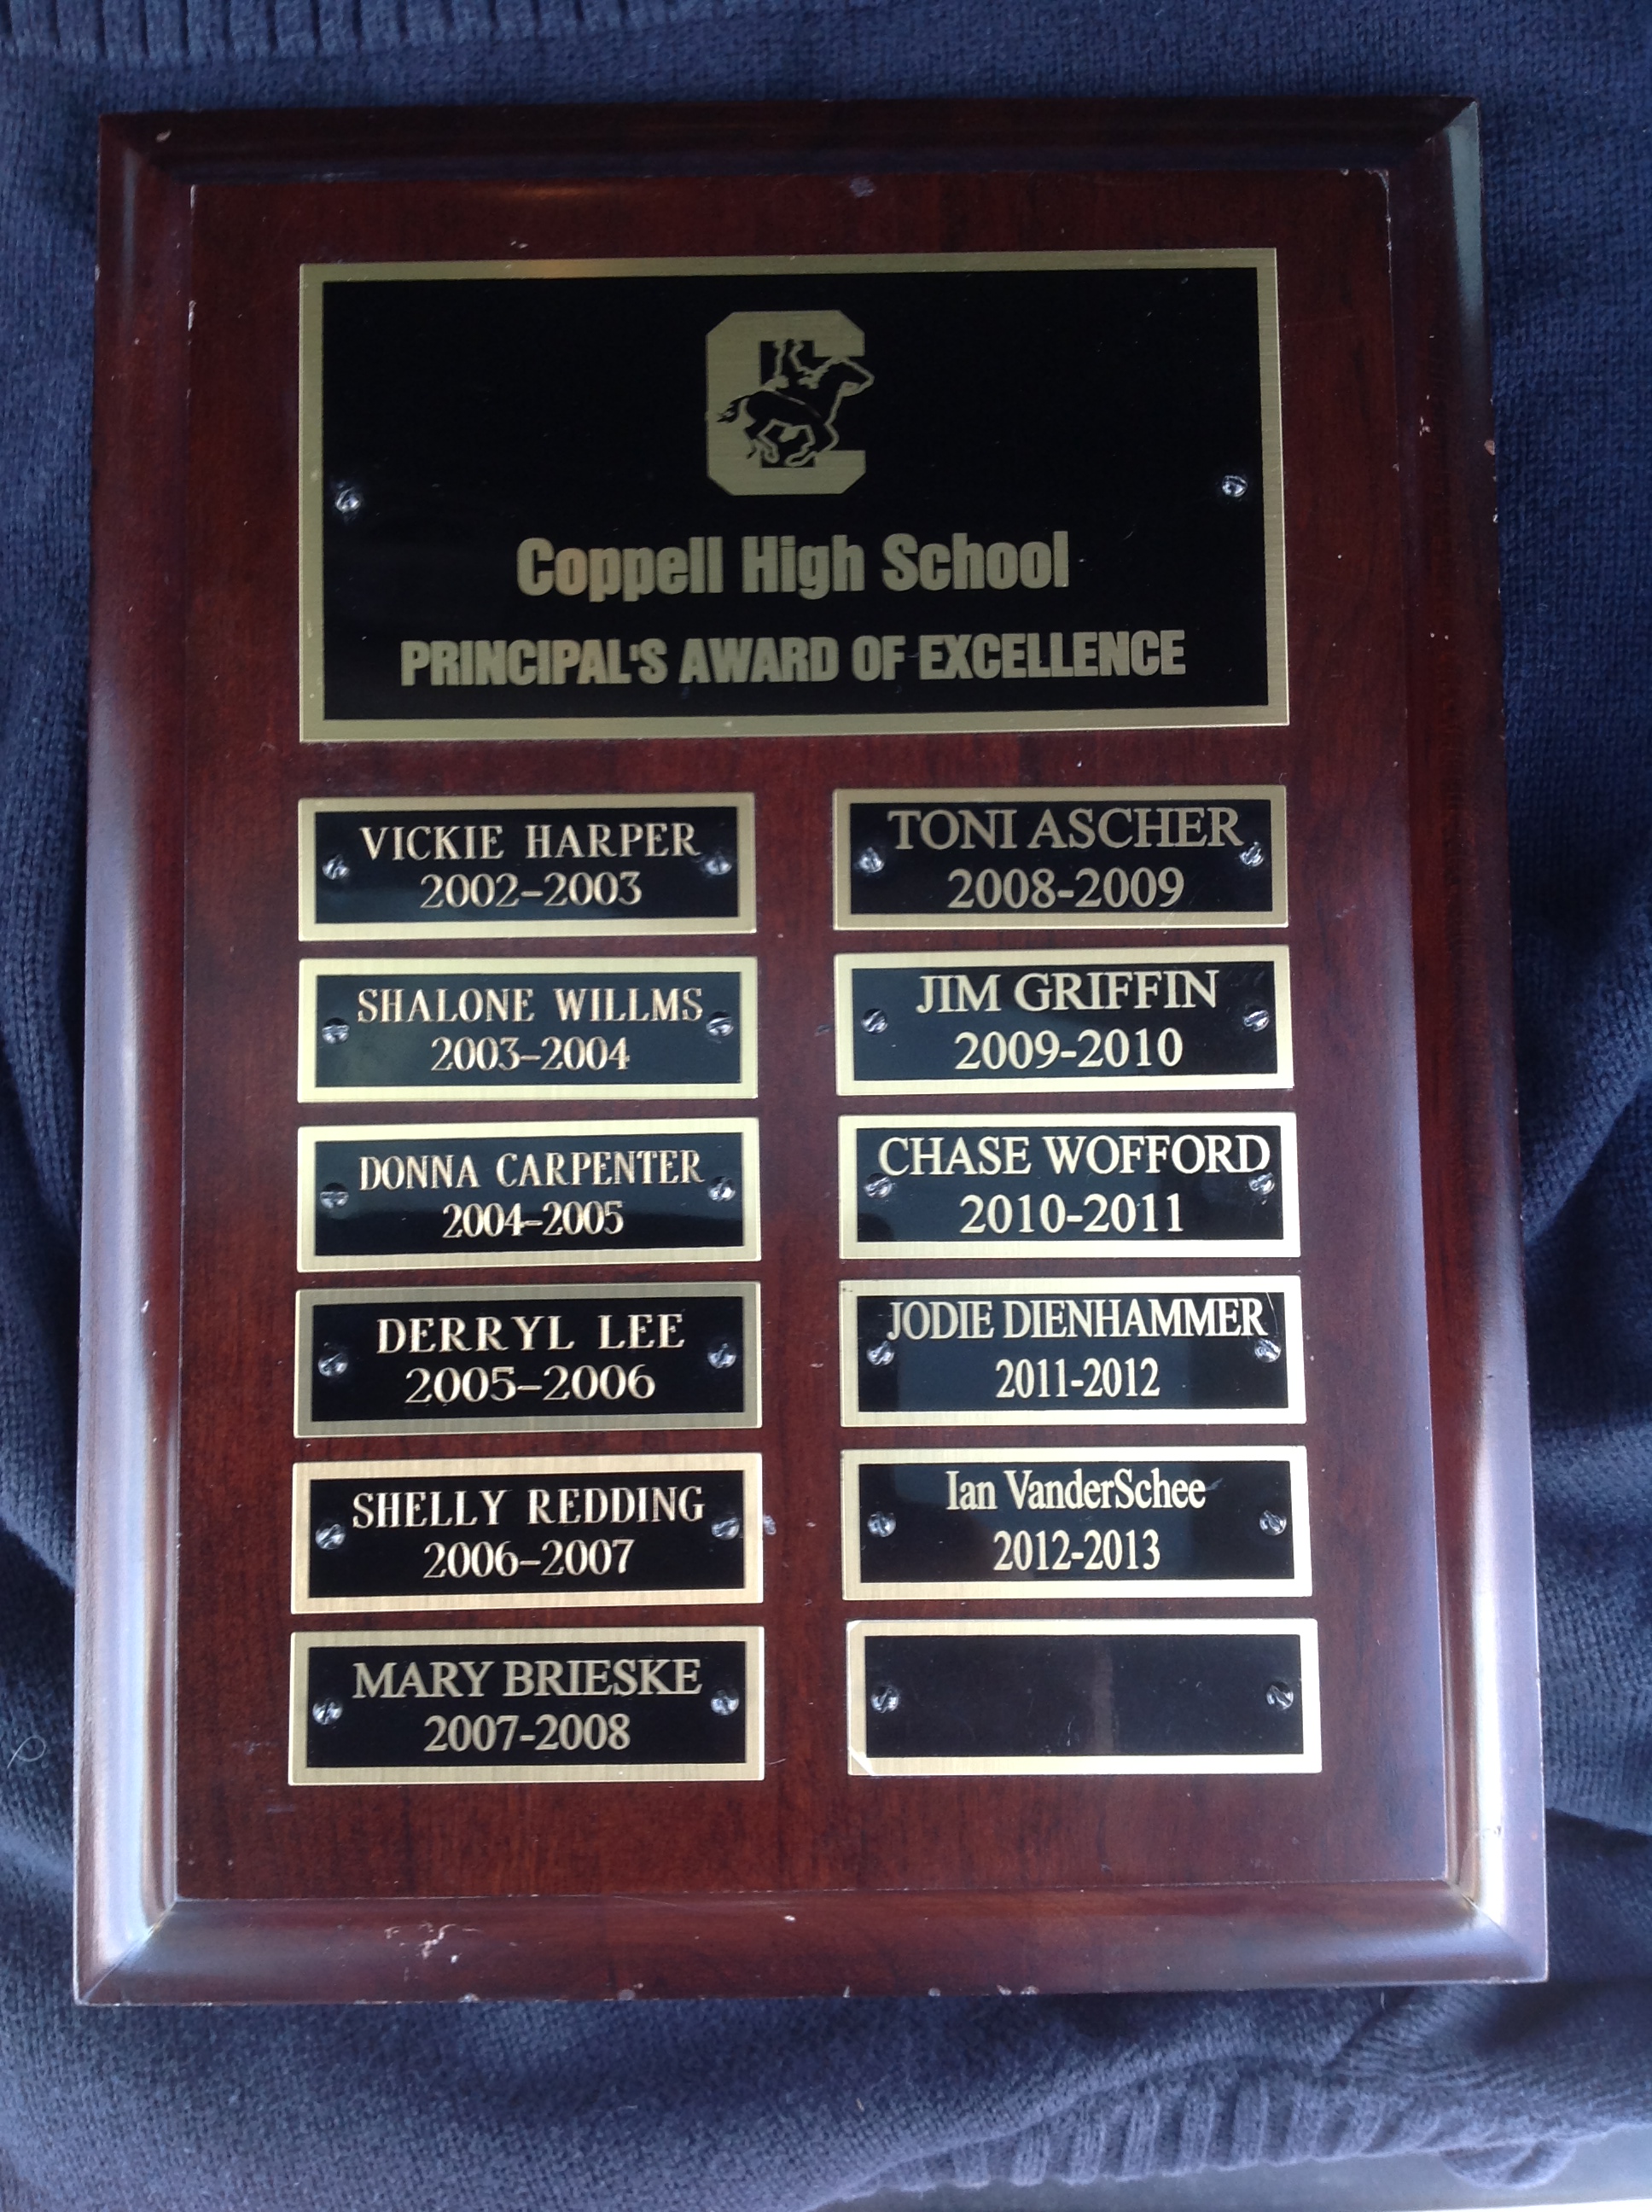 C
Coppell High School
PRINCIPAL'S AWARD OF EXCELLENCE
VICKIE HARPER
2002-2003
SHALONE WILLMS
2003-2004
DONNA CARPENTER
2004-2005
DERRYL LEE
2005-2006
SHELLY REDDING
2006-2007
MARY BRIESKE
2007-2008
TONI ASCHER
2008-2009
JIM GRIFFIN
2009-2010
CHASE WOFFORD
2010-2011
JODIE DIENHAMMER
2011-2012
Ian VanderSchee
2012-2013